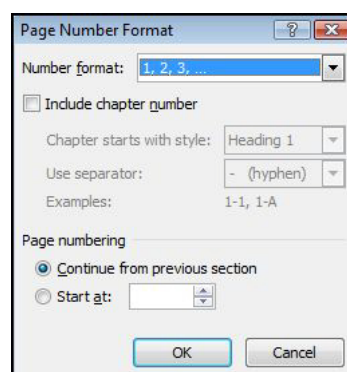 Page Number Format
Number format: 1, 2, 3, ...
Include chapter number
Chapter starts with style: Heading 1
Use separator: - (hyphen)
Examples: 1-1, 1-A
Page numbering
Continue from previous section
Start at:
OK Cancel